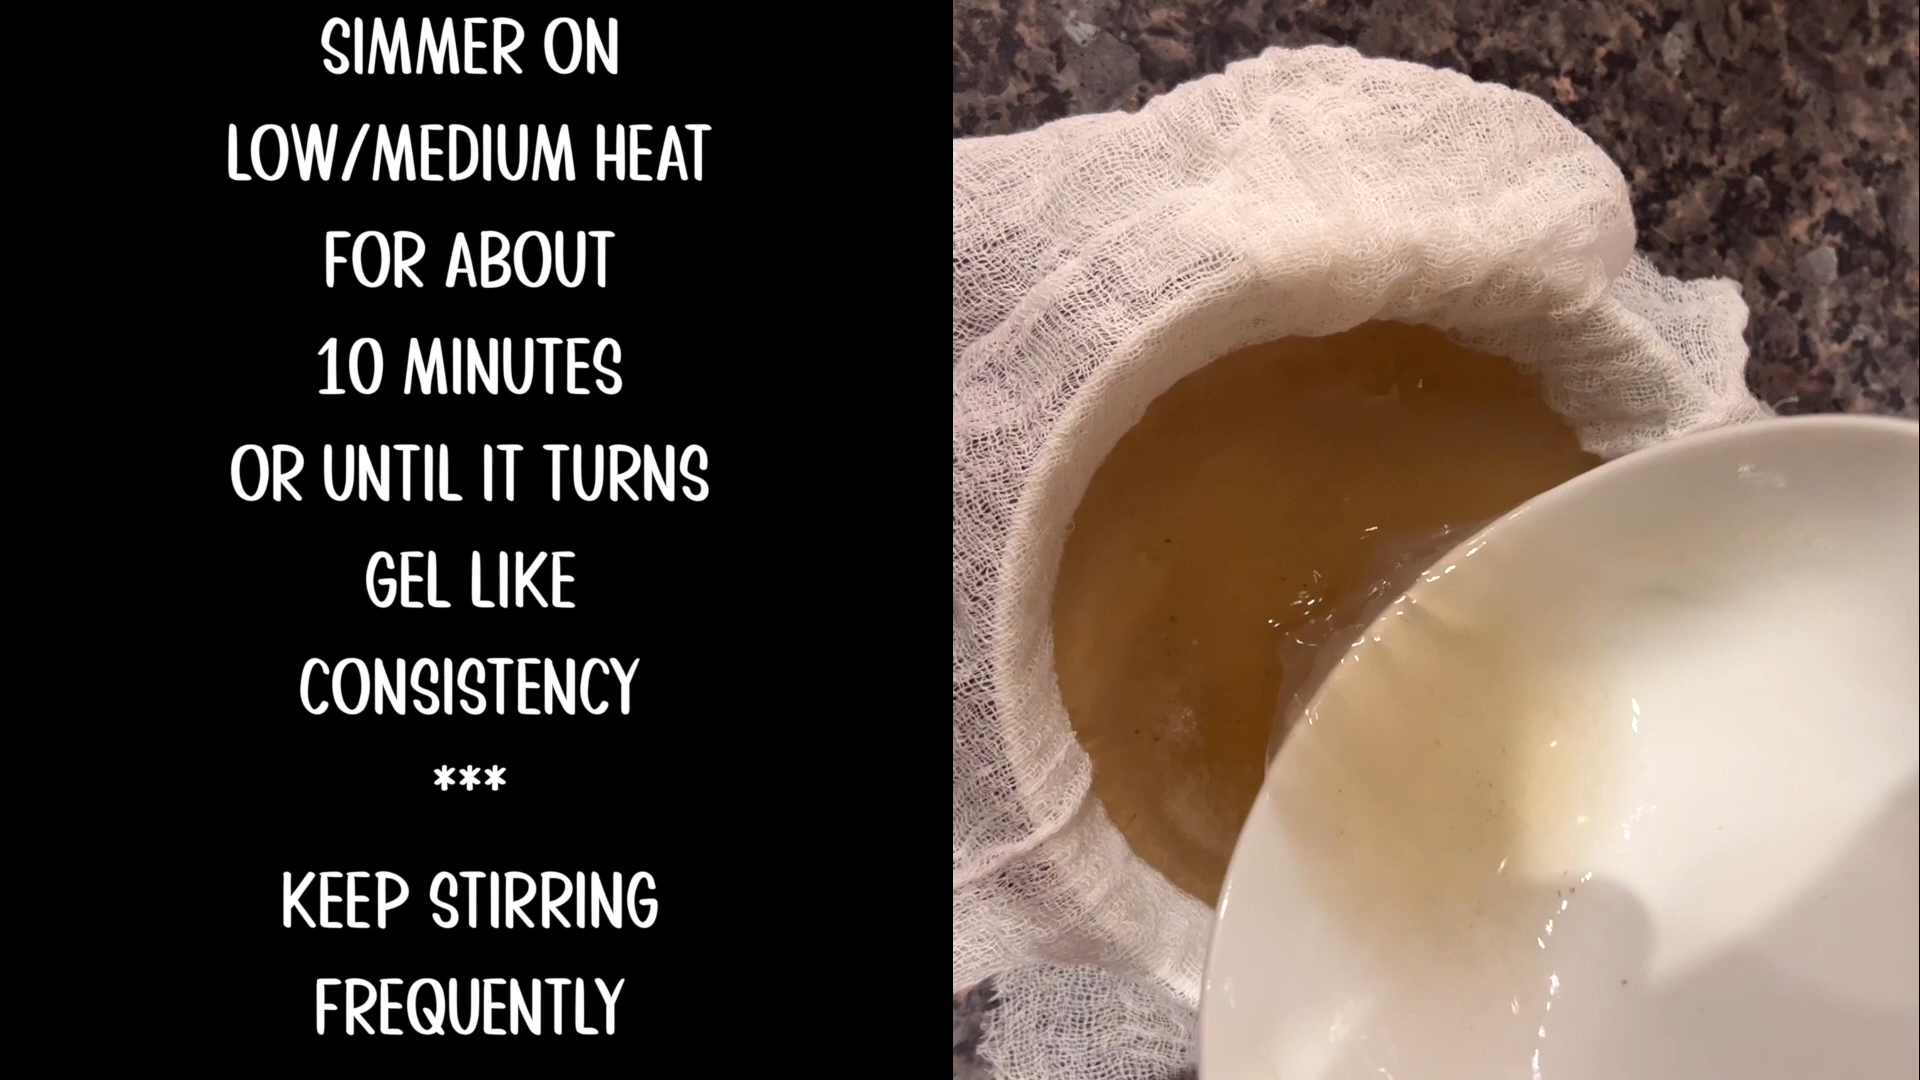 SIMMER ON
LOW/MEDIUM HEAT
FOR ABOUT
10 MINUTES
OR UNTIL IT TURNS
GEL LIKE
CONSISTENCY
***
KEEP STIRRING
FREQUENTLY